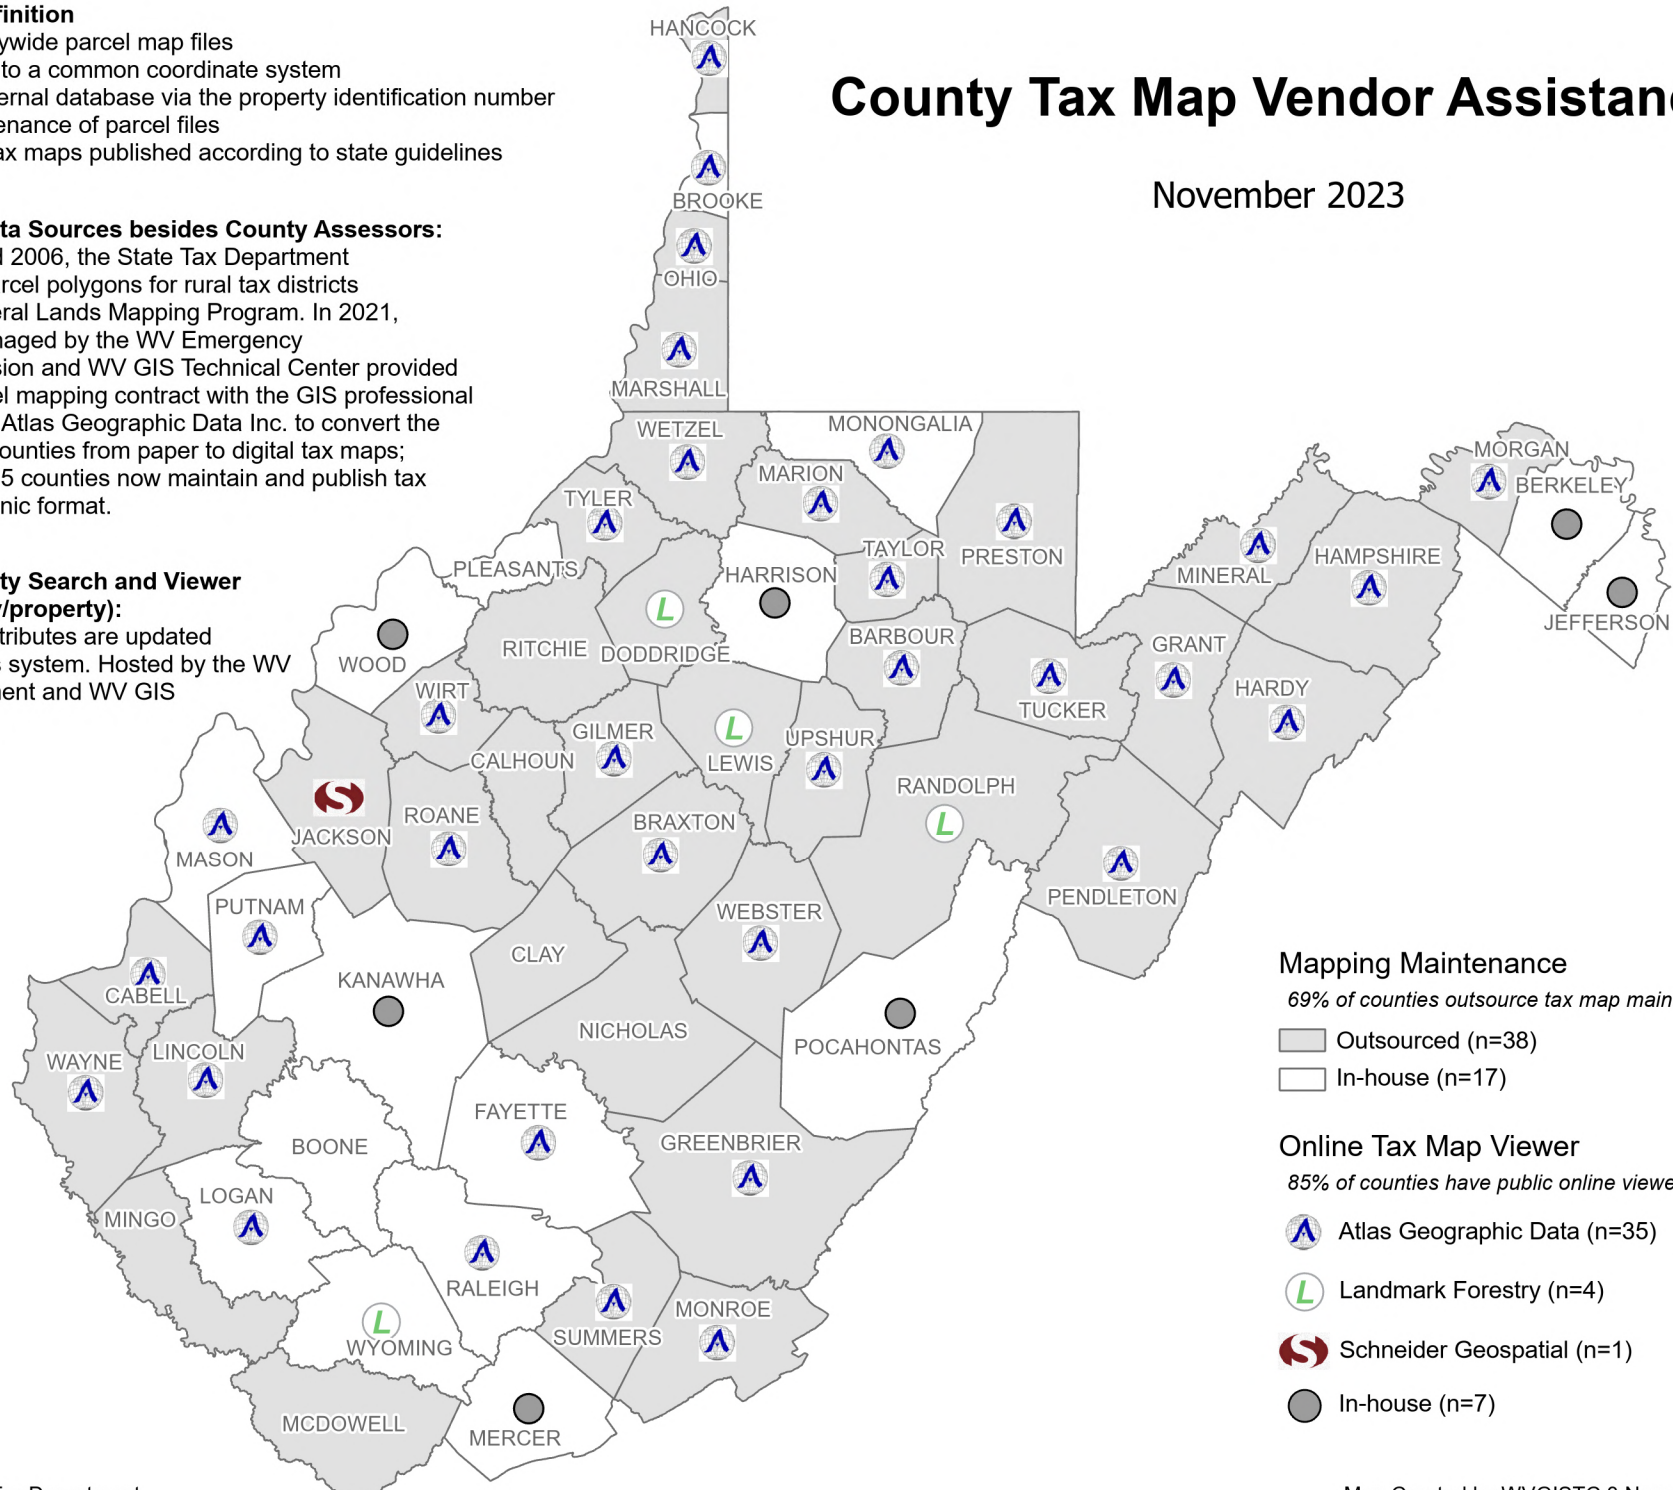 finition
ywide parcel map files
to a common coordinate system
ernal database via the property identification number
enance of parcel files
ax maps published according to state guidelines
ta Sources besides County Assessors:
d 2006, the State Tax Department
rcel polygons for rural tax districts
eral Lands Mapping Program. In 2021,
naged by the WV Emergency
sion and WV GIS Technical Center provided
el mapping contract with the GIS professional
Atlas Geographic Data Inc. to convert the
ounties from paper to digital tax maps;
5 counties now maintain and publish tax
nic format.
ty Search and Viewer
v/property):
tributes are updated
s system. Hosted by the WV
nent and WV GIS
County Tax Map Vendor Assistan
November 2023
HANCOCK
BROOKE
OHIO
MARSHALL
WETZEL
MONONGALIA
MORGAN
MARION
BERKELEY
TYLER
TAYLOR
PRESTON
HAMPSHIRE
PLEASANTS
HARRISON
MINERAL
L
JEFFERSON
BARBOUR
GRANT
RITCHIE
DODDRIDGE
WOOD
WIRT
HARDY
TUCKER
GILMER
L
UPSHUR
CALHOUN
LEWIS
RANDOLPH
S
ROANE
BRAXTON
L
JACKSON
MASON
PENDLETON
PUTNAM
WEBSTER
CLAY
KANAWHA
CABELL
NICHOLAS
POCAHONTAS
LINCOLN
WAYNE
FAYETTE
BOONE
GREENBRIER
LOGAN
MINGO
RALEIGH
MONROE
L
SUMMERS
WYOMING
MCDOWELL
MERCER
Mapping Maintenance
69% of counties outsource tax map main
Outsourced (n=38)
In-house (n=17)
Online Tax Map Viewer
85% of counties have public online viewe
Atlas Geographic Data (n=35)
L Landmark Forestry (n=4)
S Schneider Geospatial (n=1)
In-house (n=7)